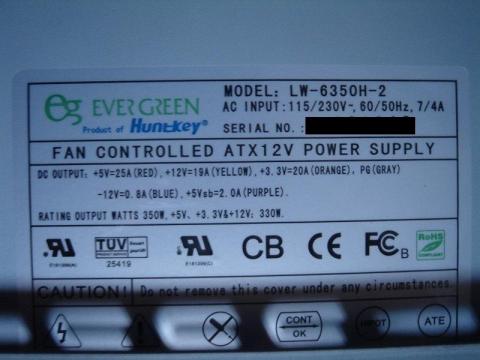 eg EVER GREEN
Product of Huntkey®
MODEL: LW-6350H-2
AC INPUT: 115/230V~, 60/50Hz, 7/4A
SERIAL NO.:
FAN CONTROLLED ATX12V POWER SUPPLY
DC OUTPUT: +5V=25A(RED), +12V=19A(YELLOW), +3.3V=20A(ORANGE), PG(GRAY)
-12V=0.8A(BLUE), +5Vsb=2.0A(PURPLE).
RATING OUTPUT WATTS 350W, +5V、+3.3V&+12V: 330W.
TUV
25419
CB CE FC B
RoHS
COMPLIANT
CAUTION! Do not remove this cover under any circumstances.
CONT
OK
HIPOT
ATE